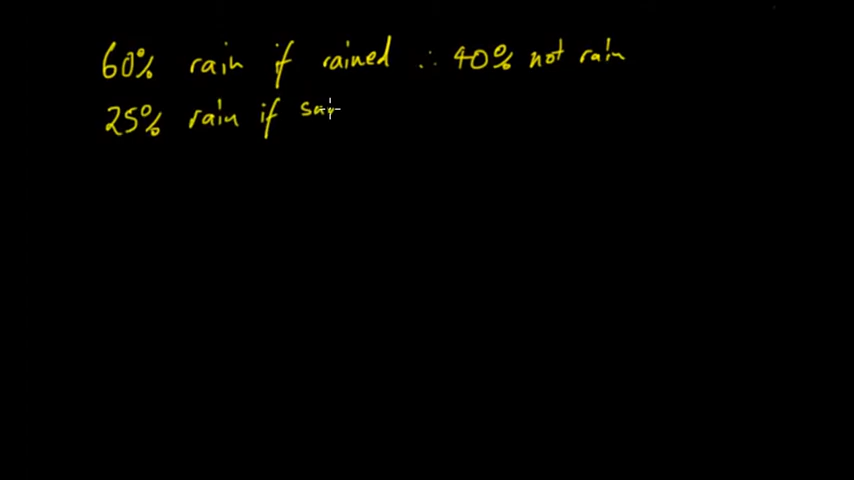 60% rain if rained ∴ 40% not rain
25% rain if